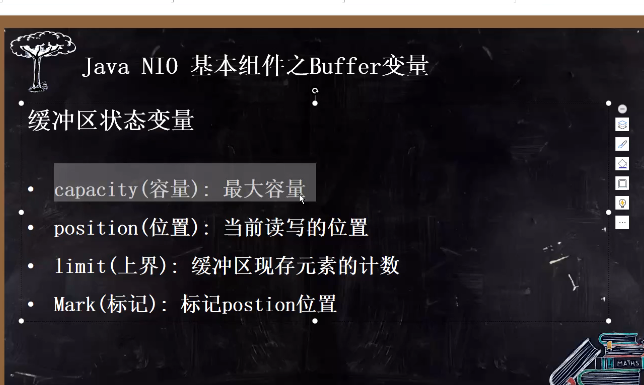 Java NIO 基本组件之Buffer变量
缓冲区状态变量
• capacity(容量): 最大容量
• position(位置): 当前读写的位置
• limit(上界): 缓冲区现存元素的计数
• Mark(标记): 标记postion位置
MATHS